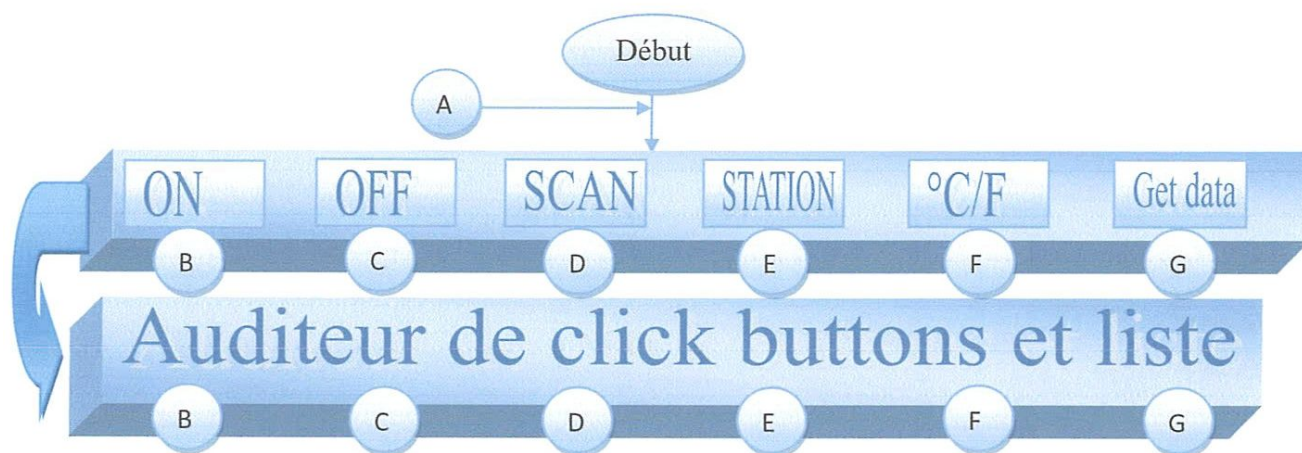 Début
A
ON OFF SCAN STATION °C/F Get data
B C D E F G
Auditeur de click buttons et liste
B C D E F G